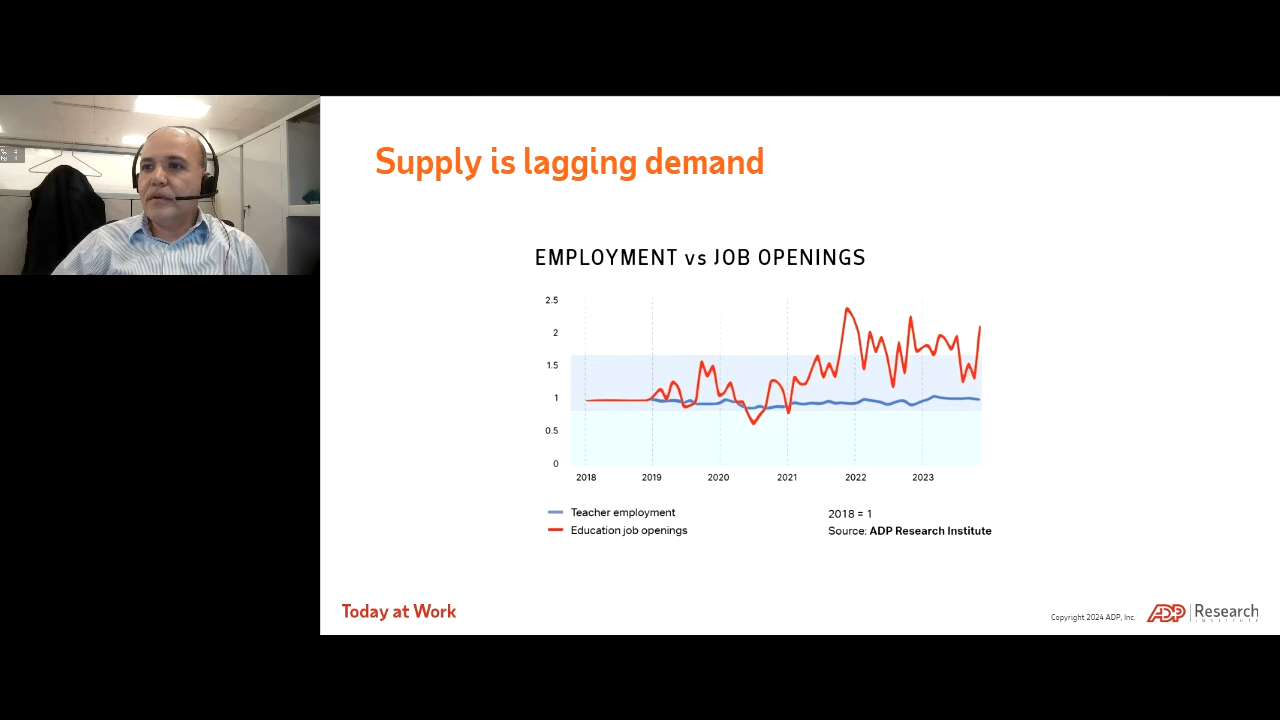 Supply is lagging demand
EMPLOYMENT vs JOB OPENINGS
2.5
2
1.5
1
0.5
0
2018 2019 2020 2021 2022 2023
Teacher employment
Education job openings
2018 = 1
Source: ADP Research Institute
Today at Work
Copyright 2024 ADP, Inc.
ADP Research
INSTITUTE